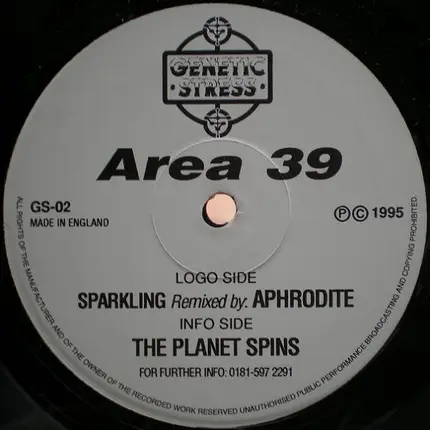 GENETIC
STRESS
Area 39
GS-02
MADE IN ENGLAND
℗ © 1995
LOGO SIDE
SPARKLING Remixed by: APHRODITE
INFO SIDE
THE PLANET SPINS
FOR FURTHER INFO: 0181-597 2291
ALL RIGHTS OF THE MANUFACTURER AND OF THE OWNER OF THE RECORDED WORK RESERVED UNAUTHORISED PUBLIC PERFORMANCE BROADCASTING AND COPYING PROHIBITED